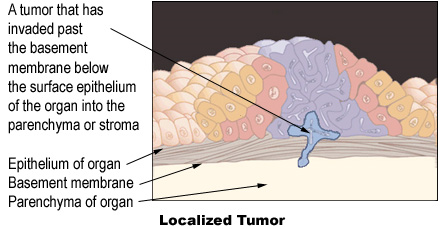 A tumor that has
invaded past
the basement
membrane below
the surface epithelium
of the organ into the
parenchyma or stroma
Epithelium of organ
Basement membrane
Parenchyma of organ
Localized Tumor